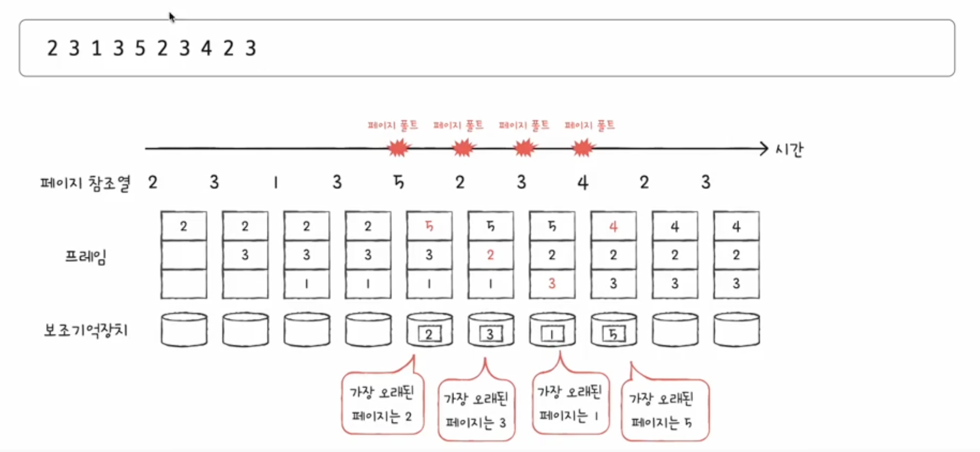 2 3 1 3 5 2 3 4 2 3
페이지 폴트 페이지 폴트 페이지 폴트 페이지 폴트
시간
페이지 참조열 2 3 1 3 5 2 3 4 2 3
프레임
2 2 2 2 5 5 5 4 4 4
3 3 3 3 2 2 2 2 2
1 1 1 1 3 3 3 3
보조기억장치 2 3 1 5
가장 오래된
페이지는 2
가장 오래된
페이지는 3
가장 오래된
페이지는 1
가장 오래된
페이지는 5